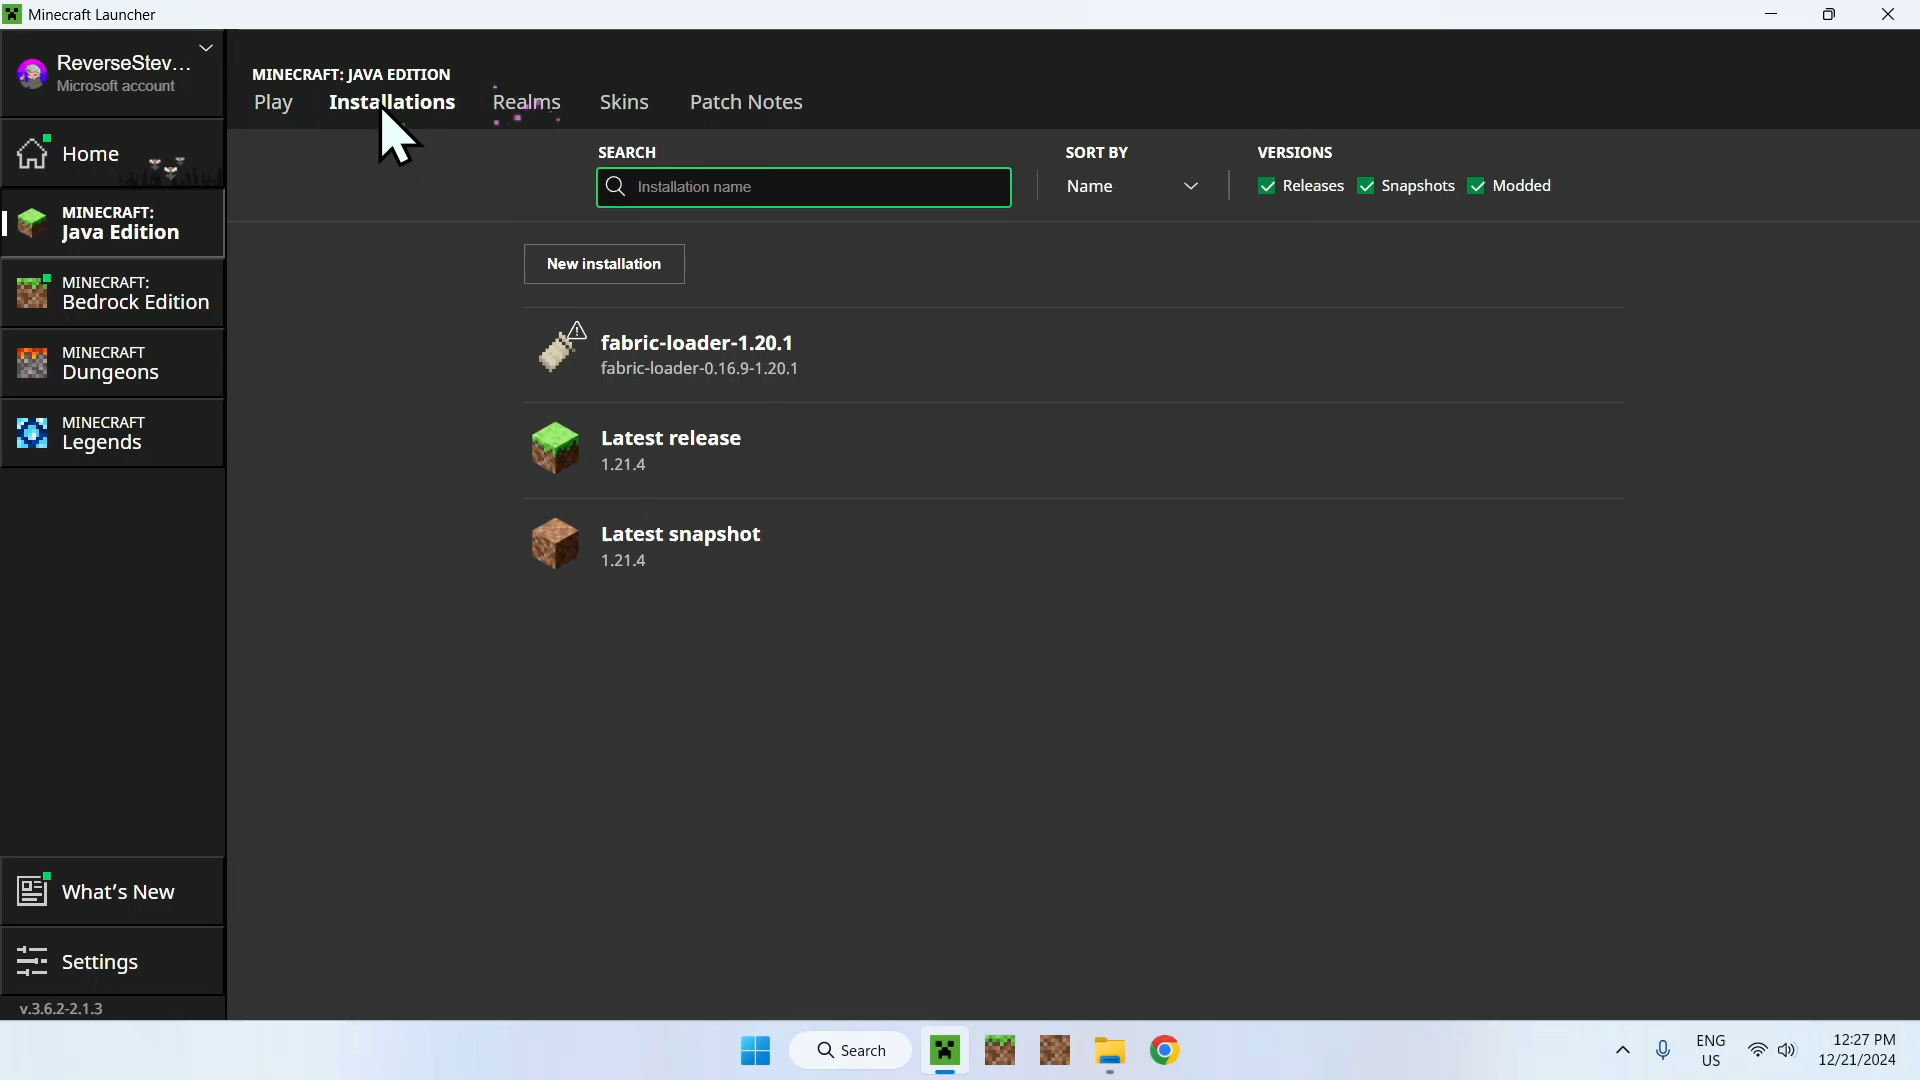 Minecraft Launcher
ReverseStev...
Microsoft account
Home
MINECRAFT:
Java Edition
MINECRAFT:
Bedrock Edition
MINECRAFT
Dungeons
MINECRAFT
Legends
What's New
Settings
v.3.6.2-2.1.3
MINECRAFT: JAVA EDITION
Play Installations Realms Skins Patch Notes
SEARCH SORT BY VERSIONS
Installation name Name Releases Snapshots Modded
New installation
fabric-loader-1.20.1
fabric-loader-0.16.9-1.20.1
Latest release
1.21.4
Latest snapshot
1.21.4
Search
ENG
US
12:27 PM
12/21/2024